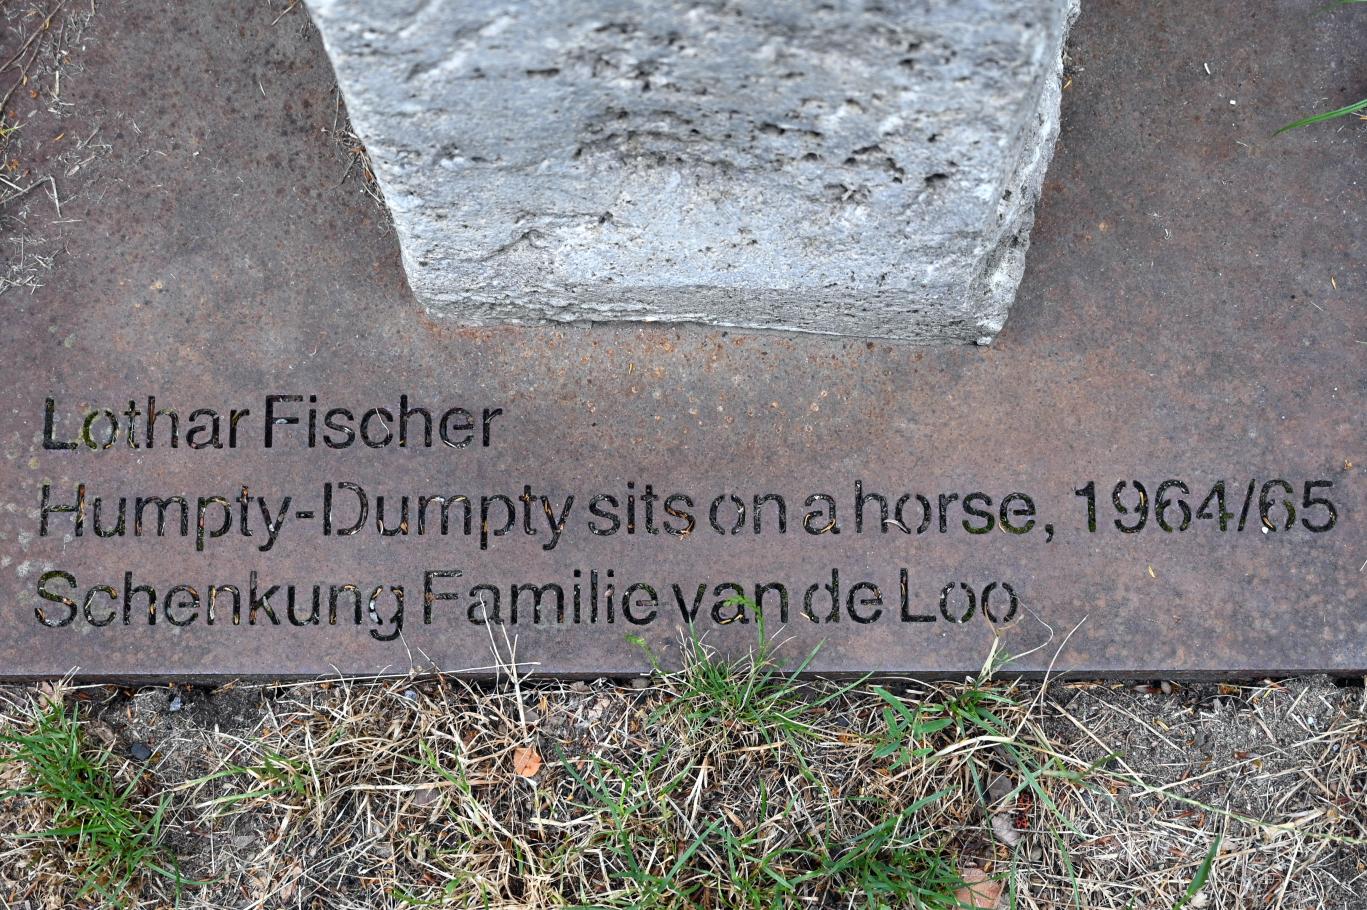 Lothar Fischer
Humpty-Dumpty sits on a horse, 1964/65
Schenkung Familie van de Loo